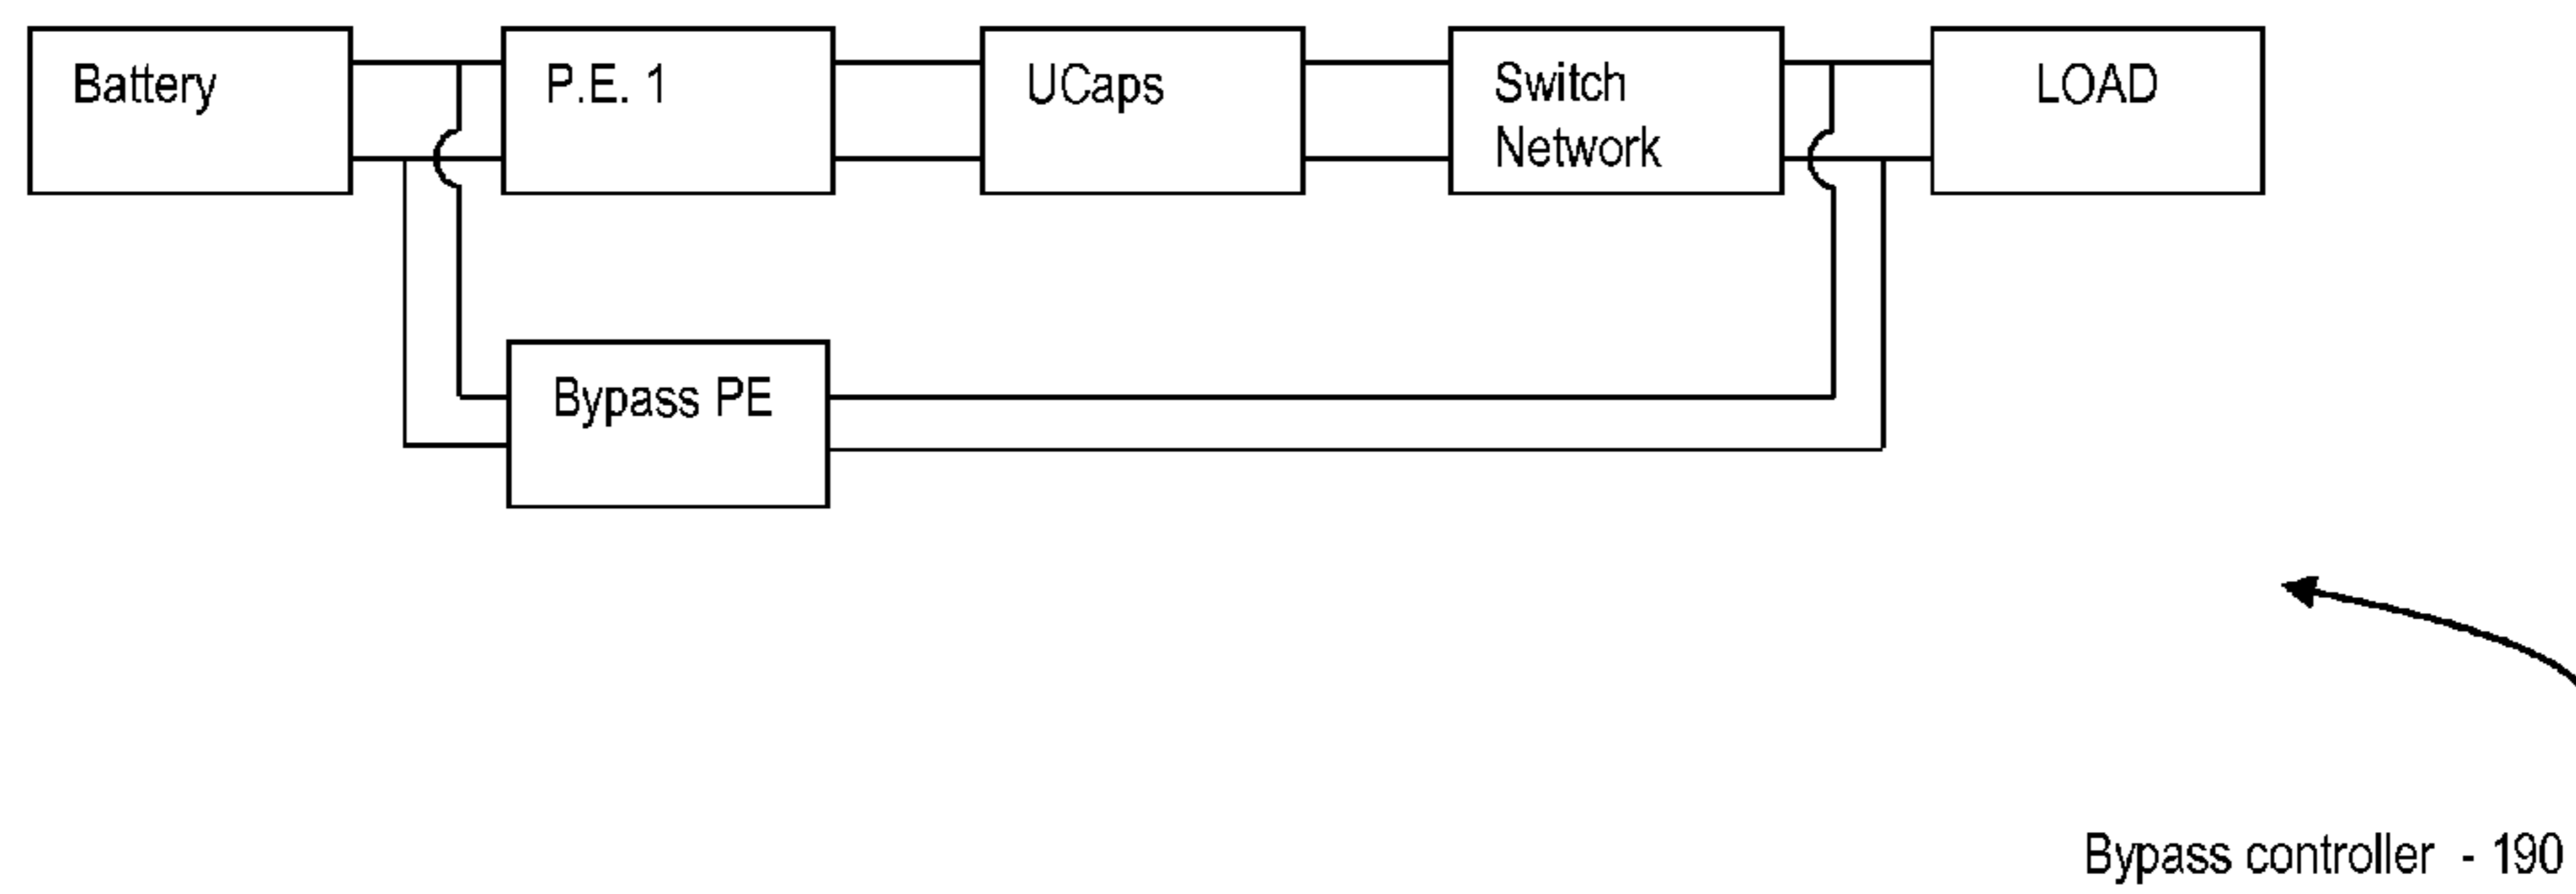 Battery
P.E. 1
UCaps
Switch
Network
LOAD
Bypass PE
Bypass controller - 190